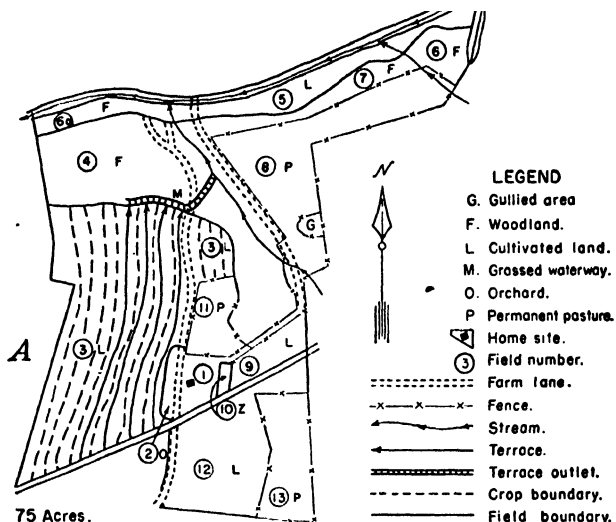 6 F
7 F
5 L
F
6a
4 F
8 P
M
G
3 L
11 P
A
3 L
1
9 L
10 Z
2 O
12 L
13 P
75 Acres.
N
LEGEND
G. Gullied area
F. Woodland.
L Cultivated land.
M. Grassed waterway.
O. Orchard.
P Permanent pasture.
Home site.
3 Field number.
Farm lane.
Fence.
Stream.
Terrace.
Terrace outlet.
Crop boundary.
Field boundary.